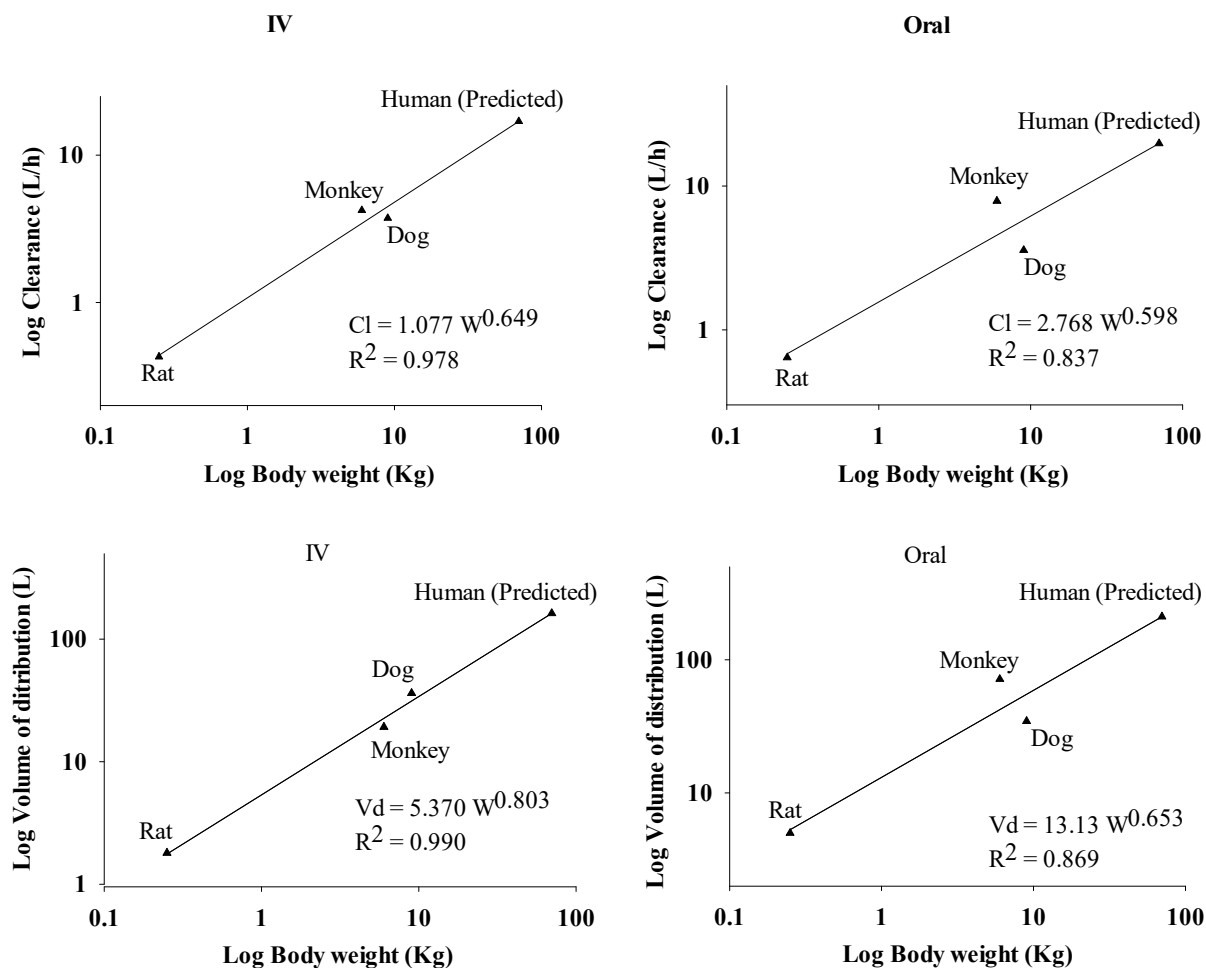 IV
Human (Predicted)
10
Monkey
Dog
1
Cl = 1.077 W^0.649
R^2 = 0.978
Rat
0.1 1 10 100
Log Body weight (Kg)
Log Clearance (L/h)
Oral
Human (Predicted)
10
Monkey
Dog
1
Cl = 2.768 W^0.598
R^2 = 0.837
Rat
0.1 1 10 100
Log Body weight (Kg)
Log Clearance (L/h)
IV
Human (Predicted)
100
Dog
Monkey
10
Vd = 5.370 W^0.803
R^2 = 0.990
Rat
1
0.1 1 10 100
Log Body weight (Kg)
Log Volume of ditribution (L)
Oral
Human (Predicted)
100
Monkey
Dog
10
Rat
Vd = 13.13 W^0.653
R^2 = 0.869
0.1 1 10 100
Log Body weight (Kg)
Log Volume of distribution (L)